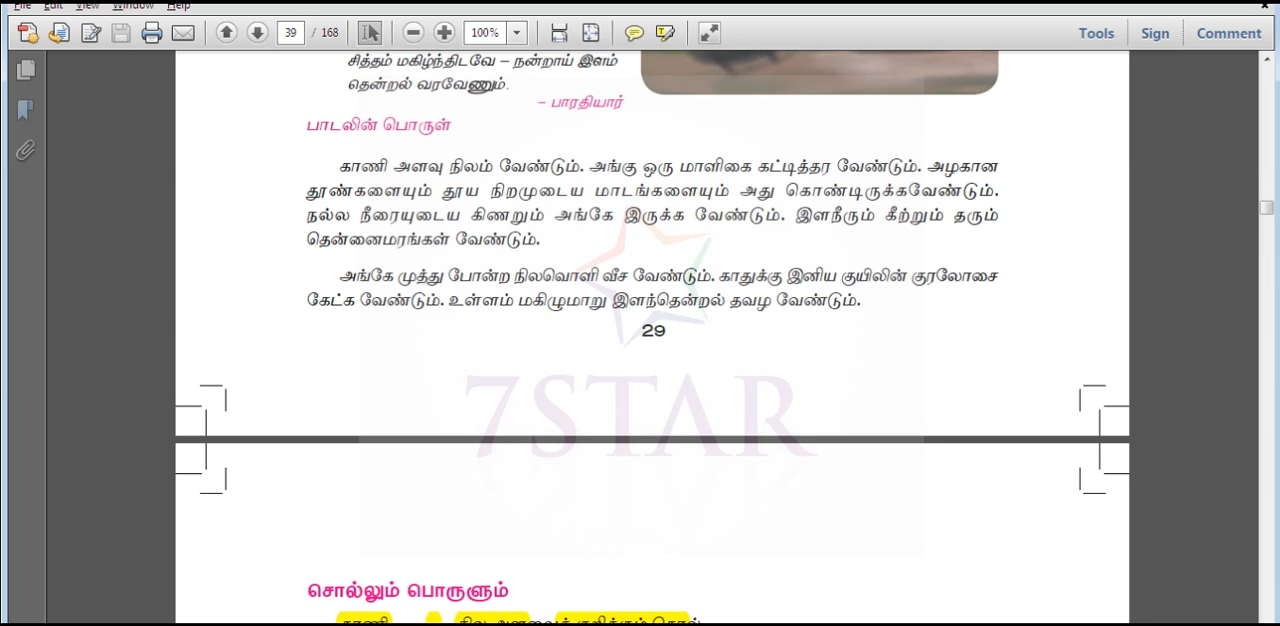 File Edit View Window Help
39 / 168 100% Tools Sign Comment
சித்தம் மகிழ்ந்திடவே – நன்றாய் இளம்
தென்றல் வரவேணும்.
– பாரதியார்
பாடலின் பொருள்
காணி அளவு நிலம் வேண்டும். அங்கு ஒரு மாளிகை கட்டித்தர வேண்டும். அழகான
தூண்களையும் தூய நிறமுடைய மாடங்களையும் அது கொண்டிருக்கவேண்டும்.
நல்ல நீரையுடைய கிணறும் அங்கே இருக்க வேண்டும். இளநீரும் கீற்றும் தரும்
தென்னைமரங்கள் வேண்டும்.
அங்கே முத்து போன்ற நிலவொளி வீச வேண்டும். காதுக்கு இனிய குயிலின் குரலோசை
கேட்க வேண்டும். உள்ளம் மகிழுமாறு இளந்தென்றல் தவழ வேண்டும்.
29
7STAR
சொல்லும் பொருளும்
காணி – நில அளவைக் குறிக்கும் சொல்